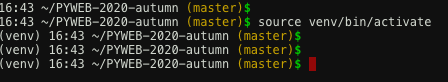 16:43 ~/PYWEB-2020-autumn (master)$
16:43 ~/PYWEB-2020-autumn (master)$ source venv/bin/activate
(venv) 16:43 ~/PYWEB-2020-autumn (master)$
(venv) 16:43 ~/PYWEB-2020-autumn (master)$
(venv) 16:43 ~/PYWEB-2020-autumn (master)$